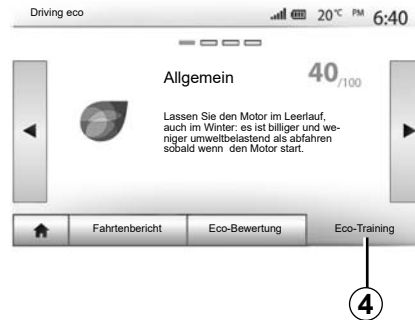 Driving eco 20°C PM 6:40
Allgemein 40/100
Lassen Sie den Motor im Leerlauf,
auch im Winter: es ist billiger und we-
niger umweltbelastend als abfahren
sobald wenn den Motor start.
Fahrtenbericht Eco-Bewertung Eco-Training
4